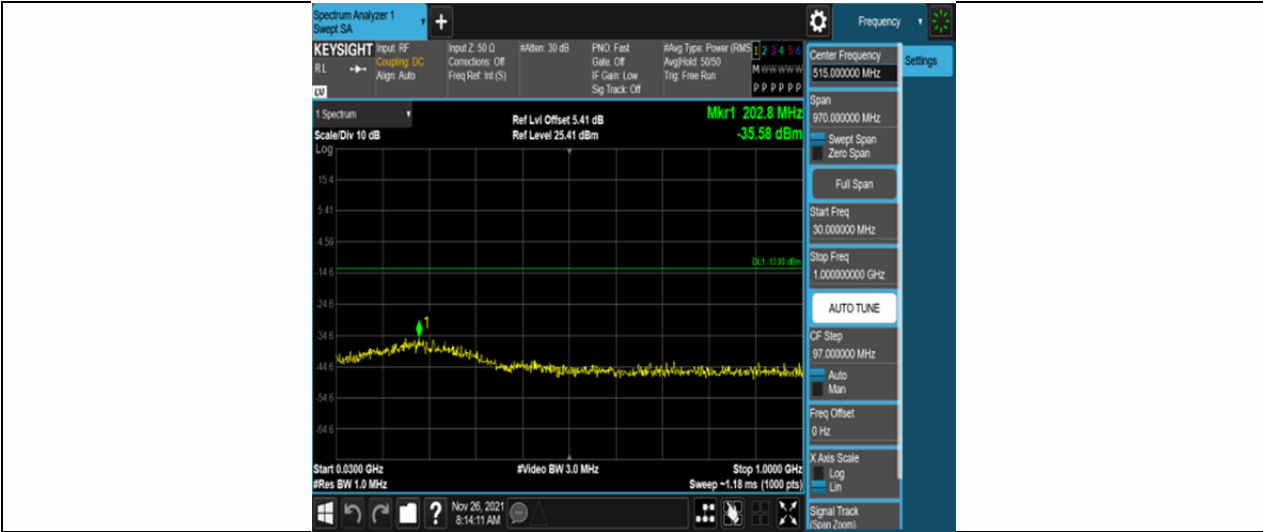 Spectrum Analyzer 1
Swept SA
+
Frequency
KEYSIGHT
RL
LV
Input: RF
Coupling: DC
Align: Auto
Input Z: 50 Ω
Corrections: Off
Freq Ref: Int (S)
#Atten: 30 dB
PNO: Fast
Gate: Off
IF Gain: Low
Sig Track: Off
#Avg Type: Power (RMS
Avg|Hold: 50/50
Trig: Free Run
1 2 3 4 5 6
M W W W W W
P P P P P P
1 Spectrum
Scale/Div 10 dB
Log
Ref Lvl Offset 5.41 dB
Ref Level 25.41 dBm
Mkr1 202.8 MHz
-35.58 dBm
15.4
5.41
-4.59
-14.6
-24.6
-34.6
-44.6
-54.6
-64.6
DL1 -13.00 dBm
1
Start 0.0300 GHz
#Res BW 1.0 MHz
#Video BW 3.0 MHz
Stop 1.0000 GHz
Sweep ~1.18 ms (1000 pts)
Nov 26, 2021
8:14:11 AM
?
Center Frequency
515.000000 MHz
Settings
Span
970.000000 MHz
Swept Span
Zero Span
Full Span
Start Freq
30.000000 MHz
Stop Freq
1.000000000 GHz
AUTO TUNE
CF Step
97.000000 MHz
Auto
Man
Freq Offset
0 Hz
X Axis Scale
Log
Lin
Signal Track
(Span Zoom)